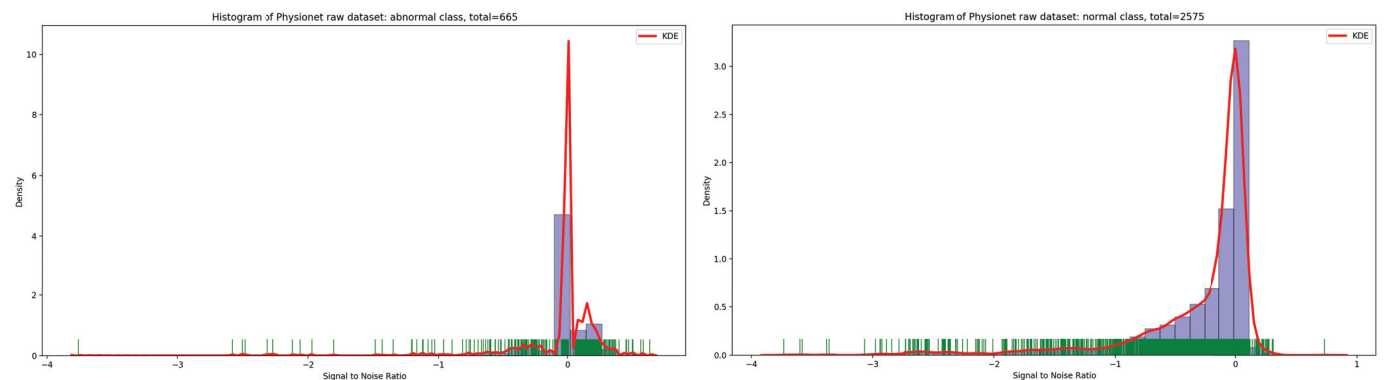 Histogram of Physionet raw dataset: abnormal class, total=665
KDE
10
8
6
4
2
0
Density
−4 −3 −2 −1 0
Signal to Noise Ratio
Histogram of Physionet raw dataset: normal class, total=2575
KDE
3.0
2.5
2.0
1.5
1.0
0.5
0.0
Density
−4 −3 −2 −1 0 1
Signal to Noise Ratio